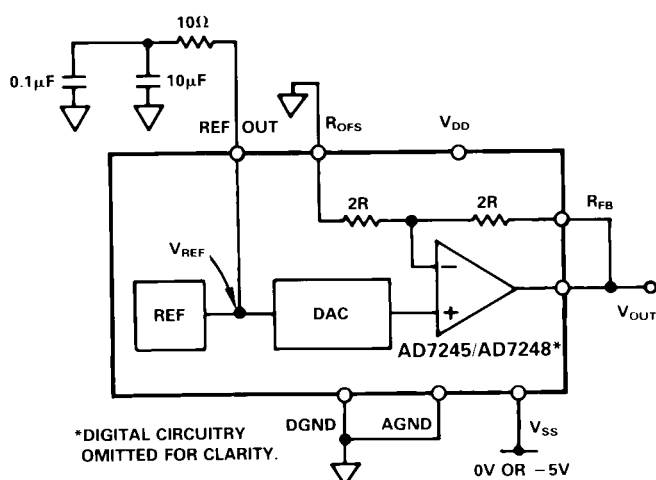 10Ω
0.1μF
10μF
REF OUT
R_OFS
V_DD
2R
2R
R_FB
V_REF
REF
DAC
−
+
V_OUT
AD7245/AD7248*
DGND
AGND
V_SS
*DIGITAL CIRCUITRY
OMITTED FOR CLARITY.
0V OR −5V